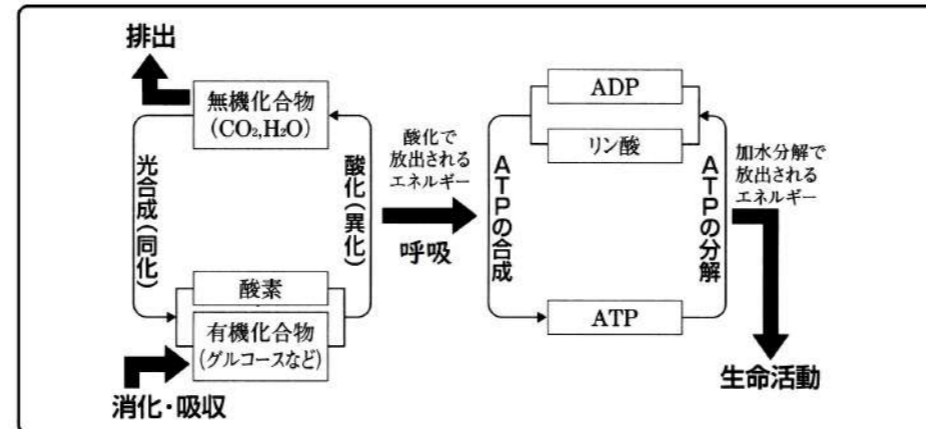 排出
無機化合物
(CO₂,H₂O)
光合成(同化)
酸化(異化)
酸素
有機化合物
(グルコースなど)
消化・吸収
酸化で
放出される
エネルギー
呼吸
ADP
リン酸
ATPの合成
ATPの分解
ATP
加水分解で
放出される
エネルギー
生命活動